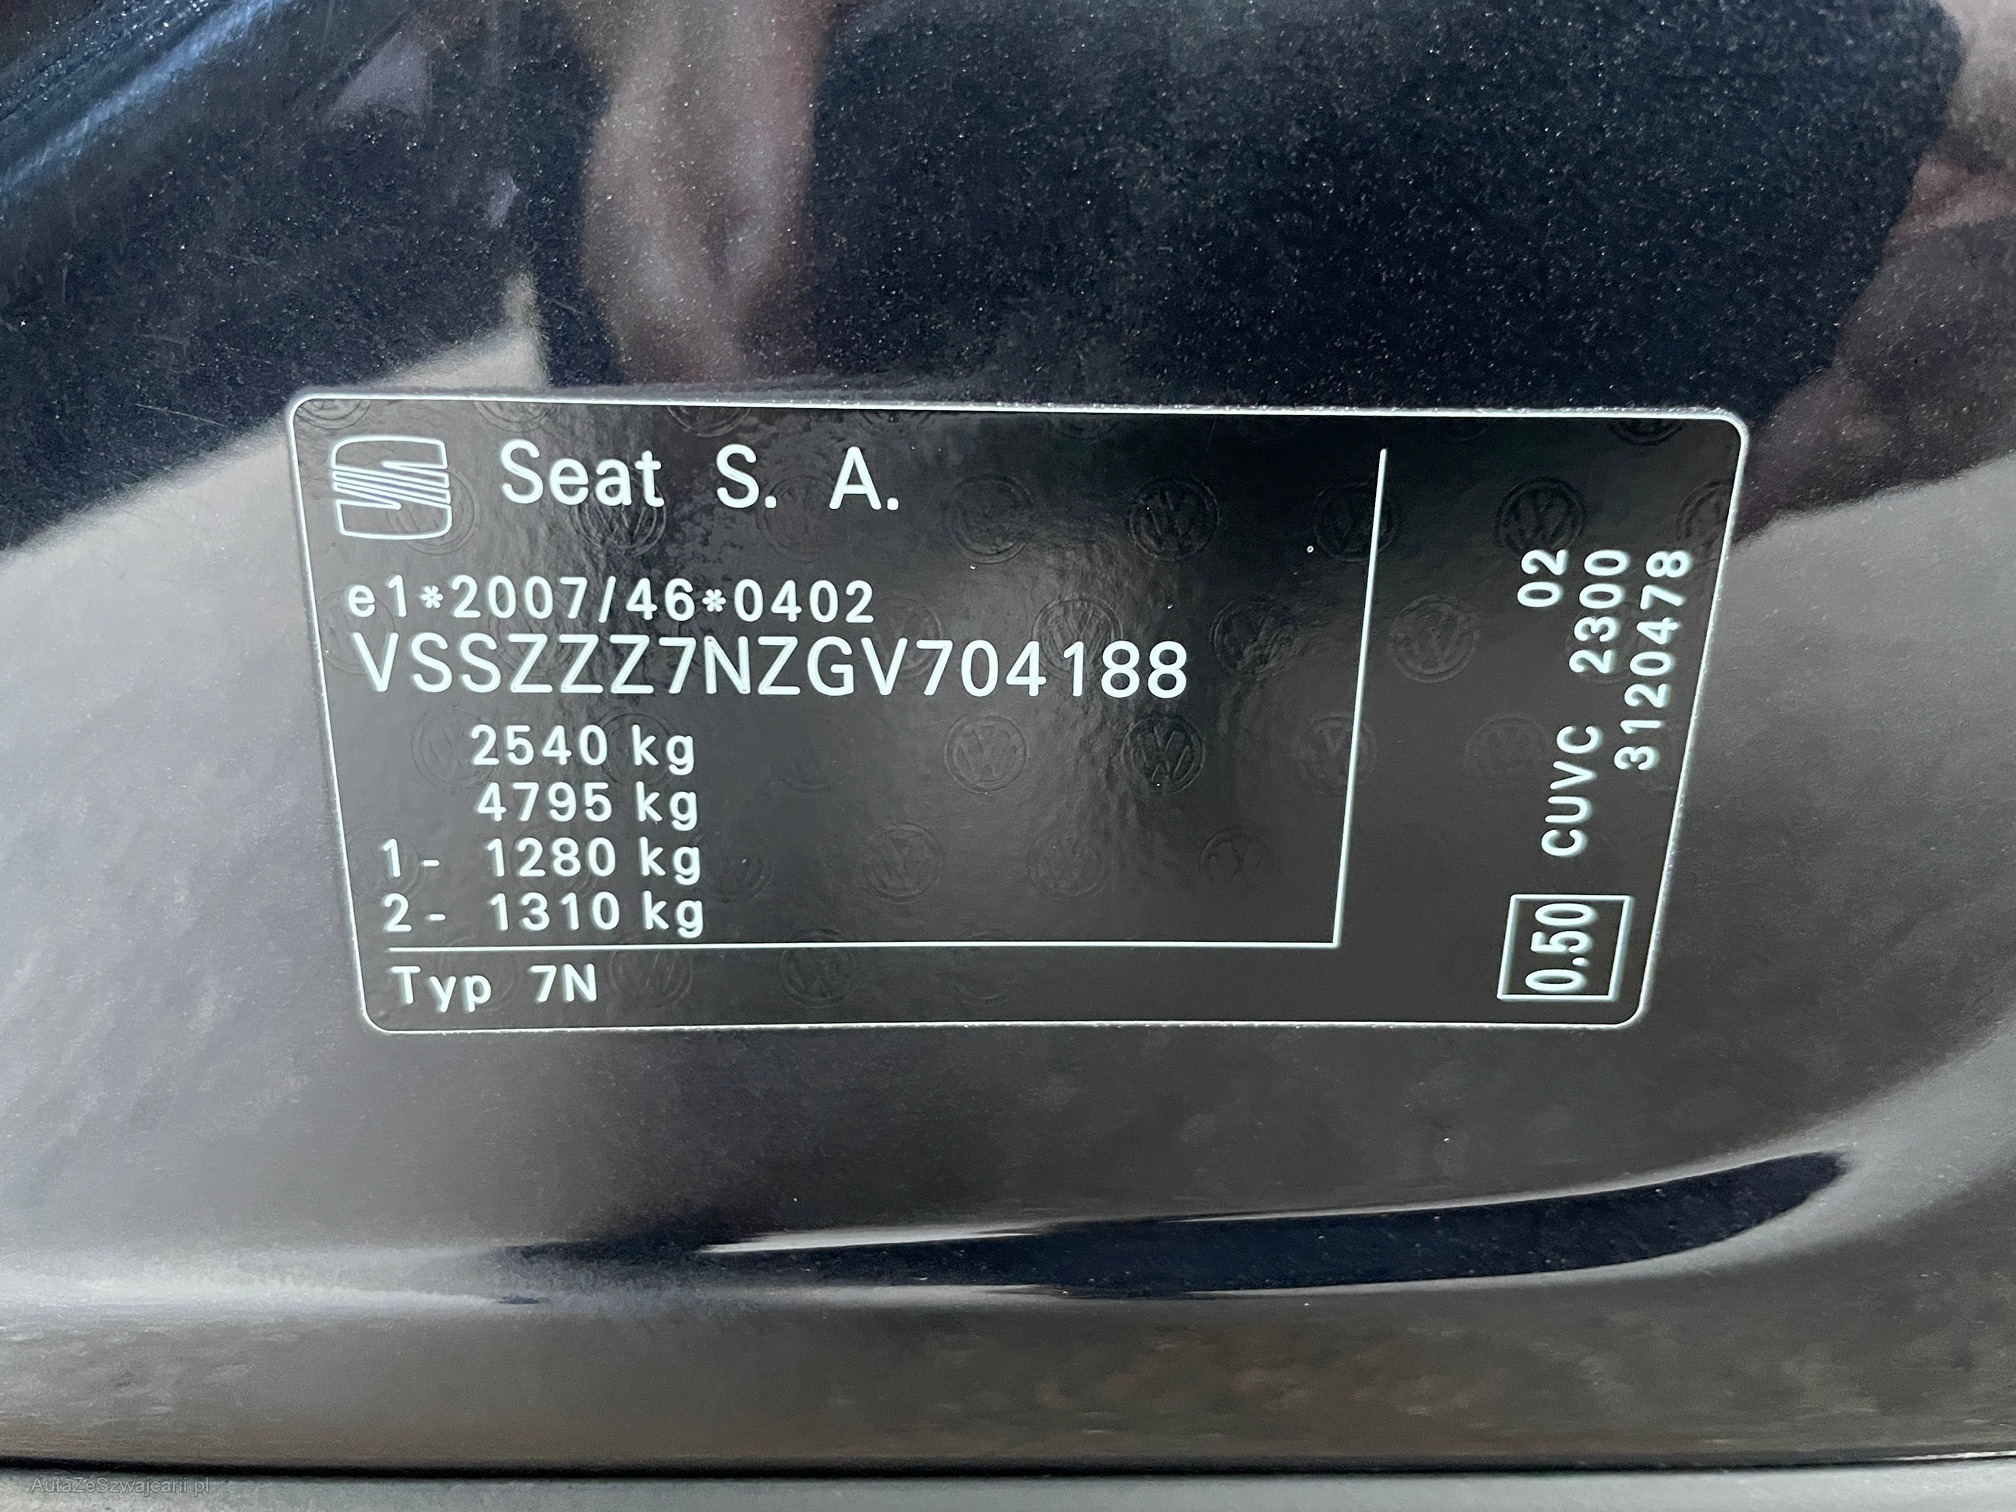 Seat S. A.
e1*2007/46*0402
VSSZZZ7NZGV704188
2540 kg
4795 kg
1- 1280 kg
2- 1310 kg
Typ 7N
02
CUVC 2300
3120478
0.50
AutaZeSzwajcarii.pl